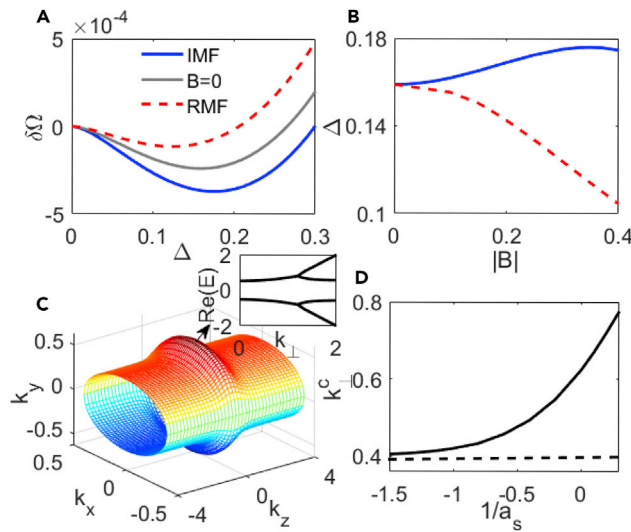 A
B
×10⁻⁴
5
0
-5
δΩ
IMF
B=0
RMF
0
0.1
0.2
0.3
Δ
0.18
0.14
0.1
Δ
0
0.2
0.4
|B|
C
0.5
0
-0.5
k_y
0.5
0
-0.5
k_x
-4
0
4
k_z
2
0
-2
Re(E)
0
2
k_⊥
D
0.8
0.6
0.4
k_⊥^c
-1.5
-1
-0.5
0
1/a_s